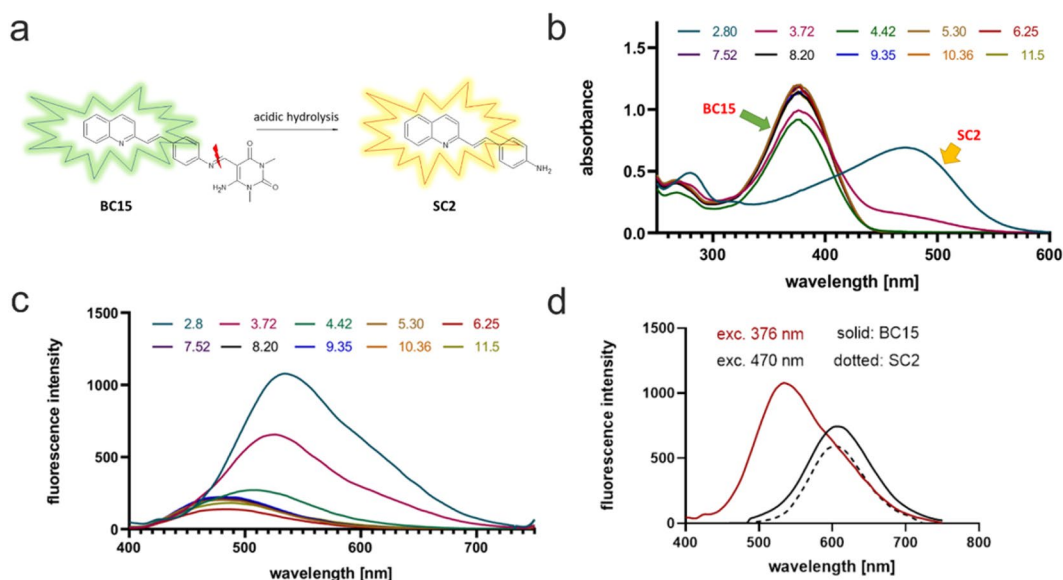 a
acidic hydrolysis
N
N
N
O
N
O
H₂N
BC15
N
NH₂
SC2
b
2.80 3.72 4.42 5.30 6.25
7.52 8.20 9.35 10.36 11.5
BC15
SC2
absorbance
1.5
1.0
0.5
0.0
300 400 500 600
wavelength [nm]
c
2.8 3.72 4.42 5.30 6.25
7.52 8.20 9.35 10.36 11.5
fluorescence intensity
1500
1000
500
0
400 500 600 700
wavelength [nm]
d
exc. 376 nm solid: BC15
exc. 470 nm dotted: SC2
fluorescence intensity
1500
1000
500
0
400 500 600 700 800
wavelength [nm]